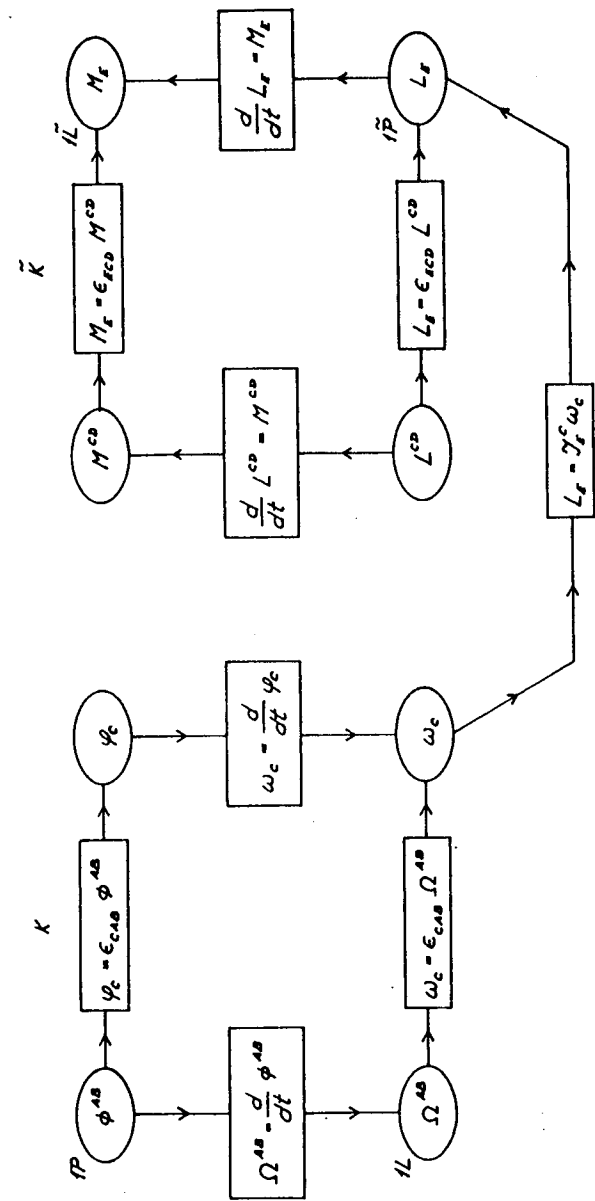 K
K̃
1P
1L̃
ϕ^AB
φ_C = ϵ_CAB ϕ^AB
φ_C
M^CD
M_E = ϵ_ECD M^CD
M_E
Ω^AB = d/dt ϕ^AB
ω_C = d/dt φ_C
d/dt L^CD = M^CD
d/dt L_E = M_E
1L
1P̃
Ω^AB
ω_C = ϵ_CAB Ω^AB
ω_C
L^CD
L_E = ϵ_ECD L^CD
L_E
L_E = 𝒥_E^C ω_C